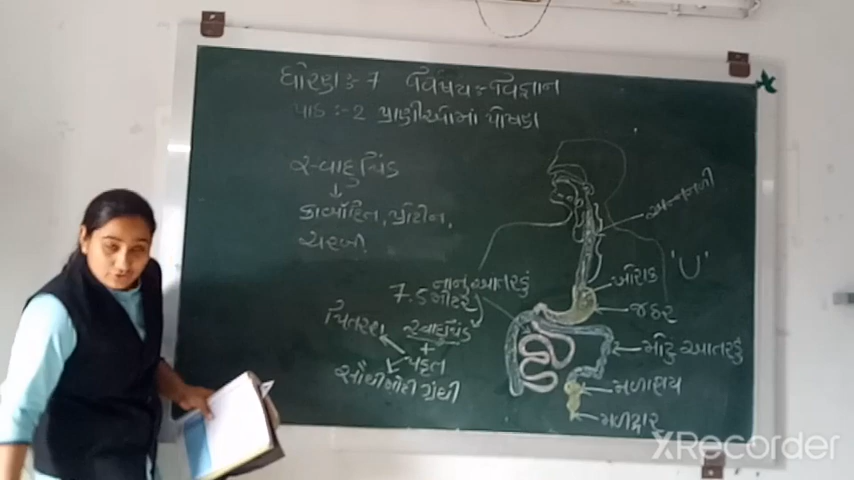 ધોરણ ઃ 7 વિષય ઃ વિજ્ઞાન
પાઠ :- 2 પ્રાણીઓમાં પોષણ
સ્વાદુપિંડ
↓
કાર્બોદિત, પ્રોટીન,
ચરબી.
અન્નનળી
'U'
ખોરાક
જઠર
નાનું આંતરડું
7.5 મીટર
પિત્તરસ
સ્વાદુપિંડ
+
યકૃત
સૌથી મોટી ગ્રંથી
મોટું આંતરડું
મળાશય
મળદ્વાર
XRecorder